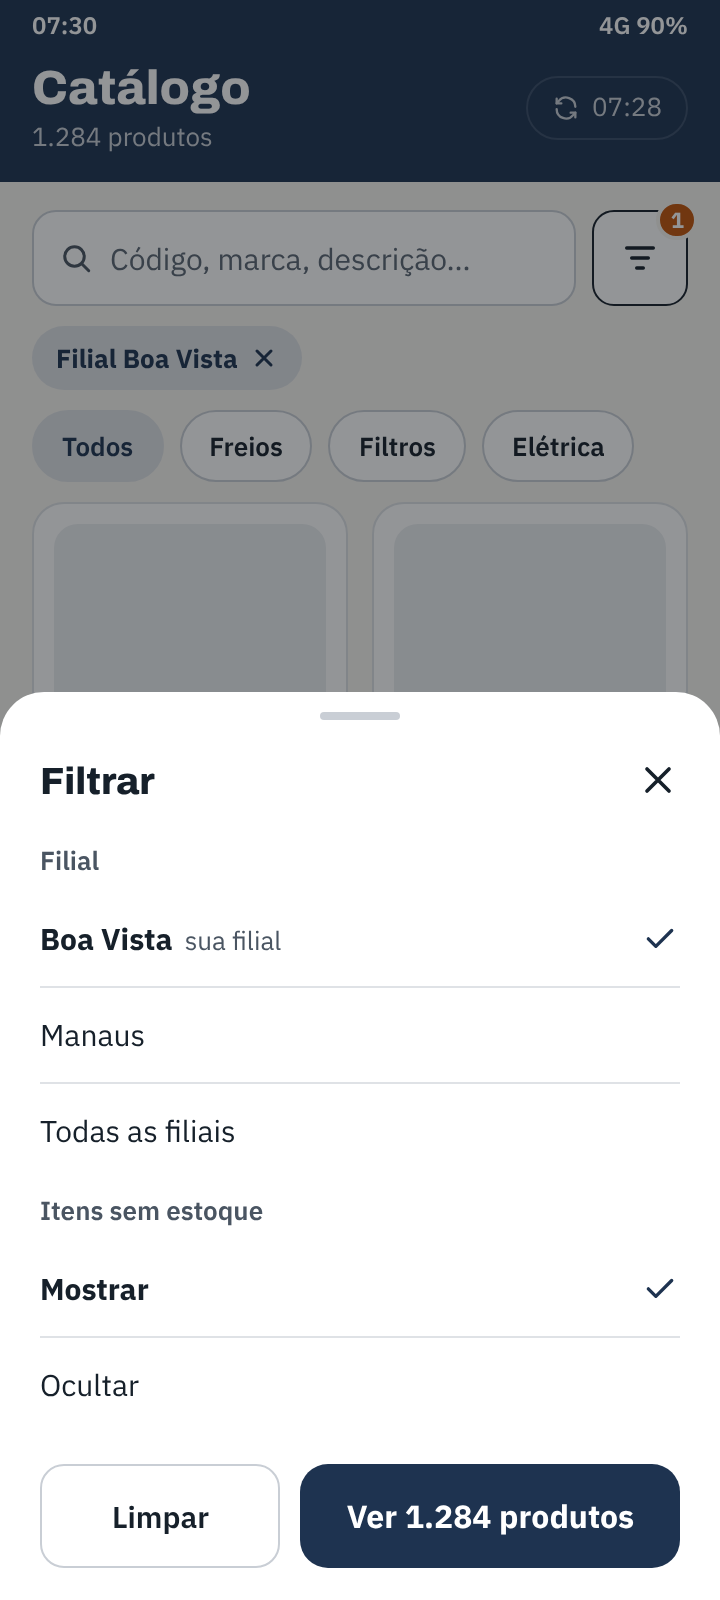 07:30 4G 90%
Catálogo
1.284 produtos
07:28
Código, marca, descrição...
1
Filial Boa Vista
Todos Freios Filtros Elétrica
Filtrar
Filial
Boa Vista sua filial
Manaus
Todas as filiais
Itens sem estoque
Mostrar
Ocultar
Limpar Ver 1.284 produtos